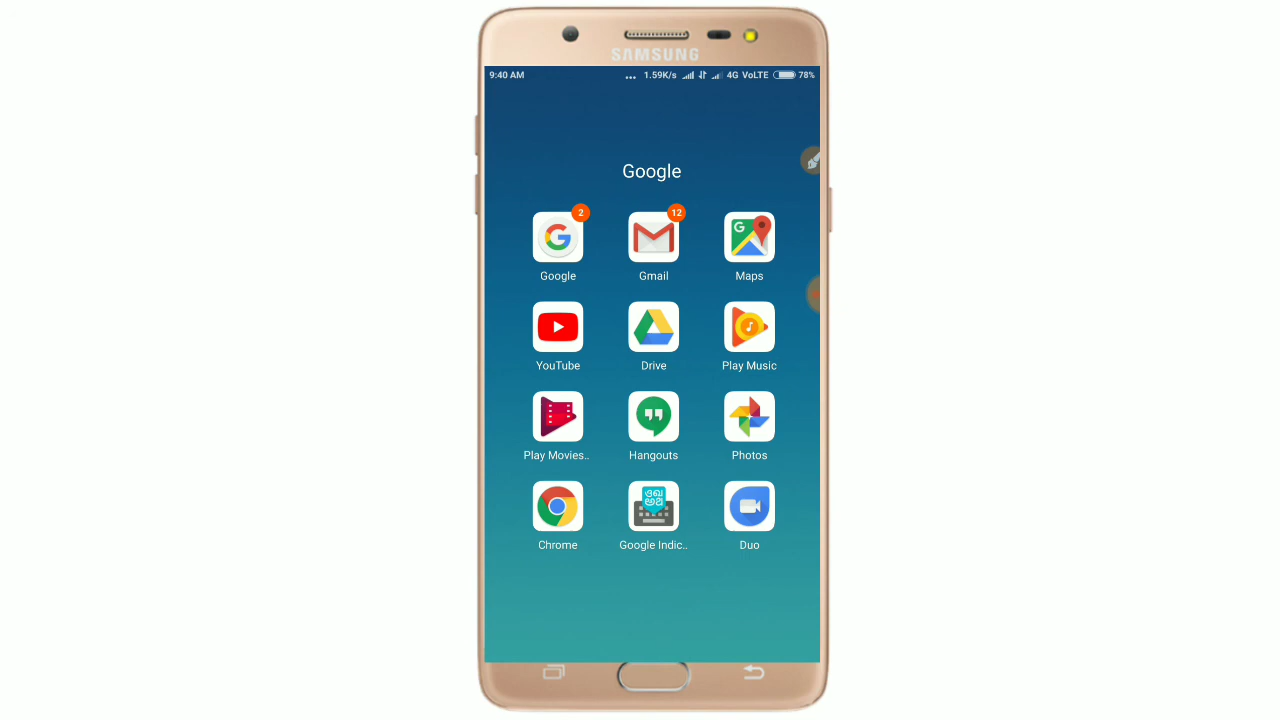 SAMSUNG
9:40 AM ... 1.59K/s 4G VoLTE 78%
Google
2 12
Google Gmail Maps
YouTube Drive Play Music
Play Movies.. Hangouts Photos
Chrome Google Indic.. Duo